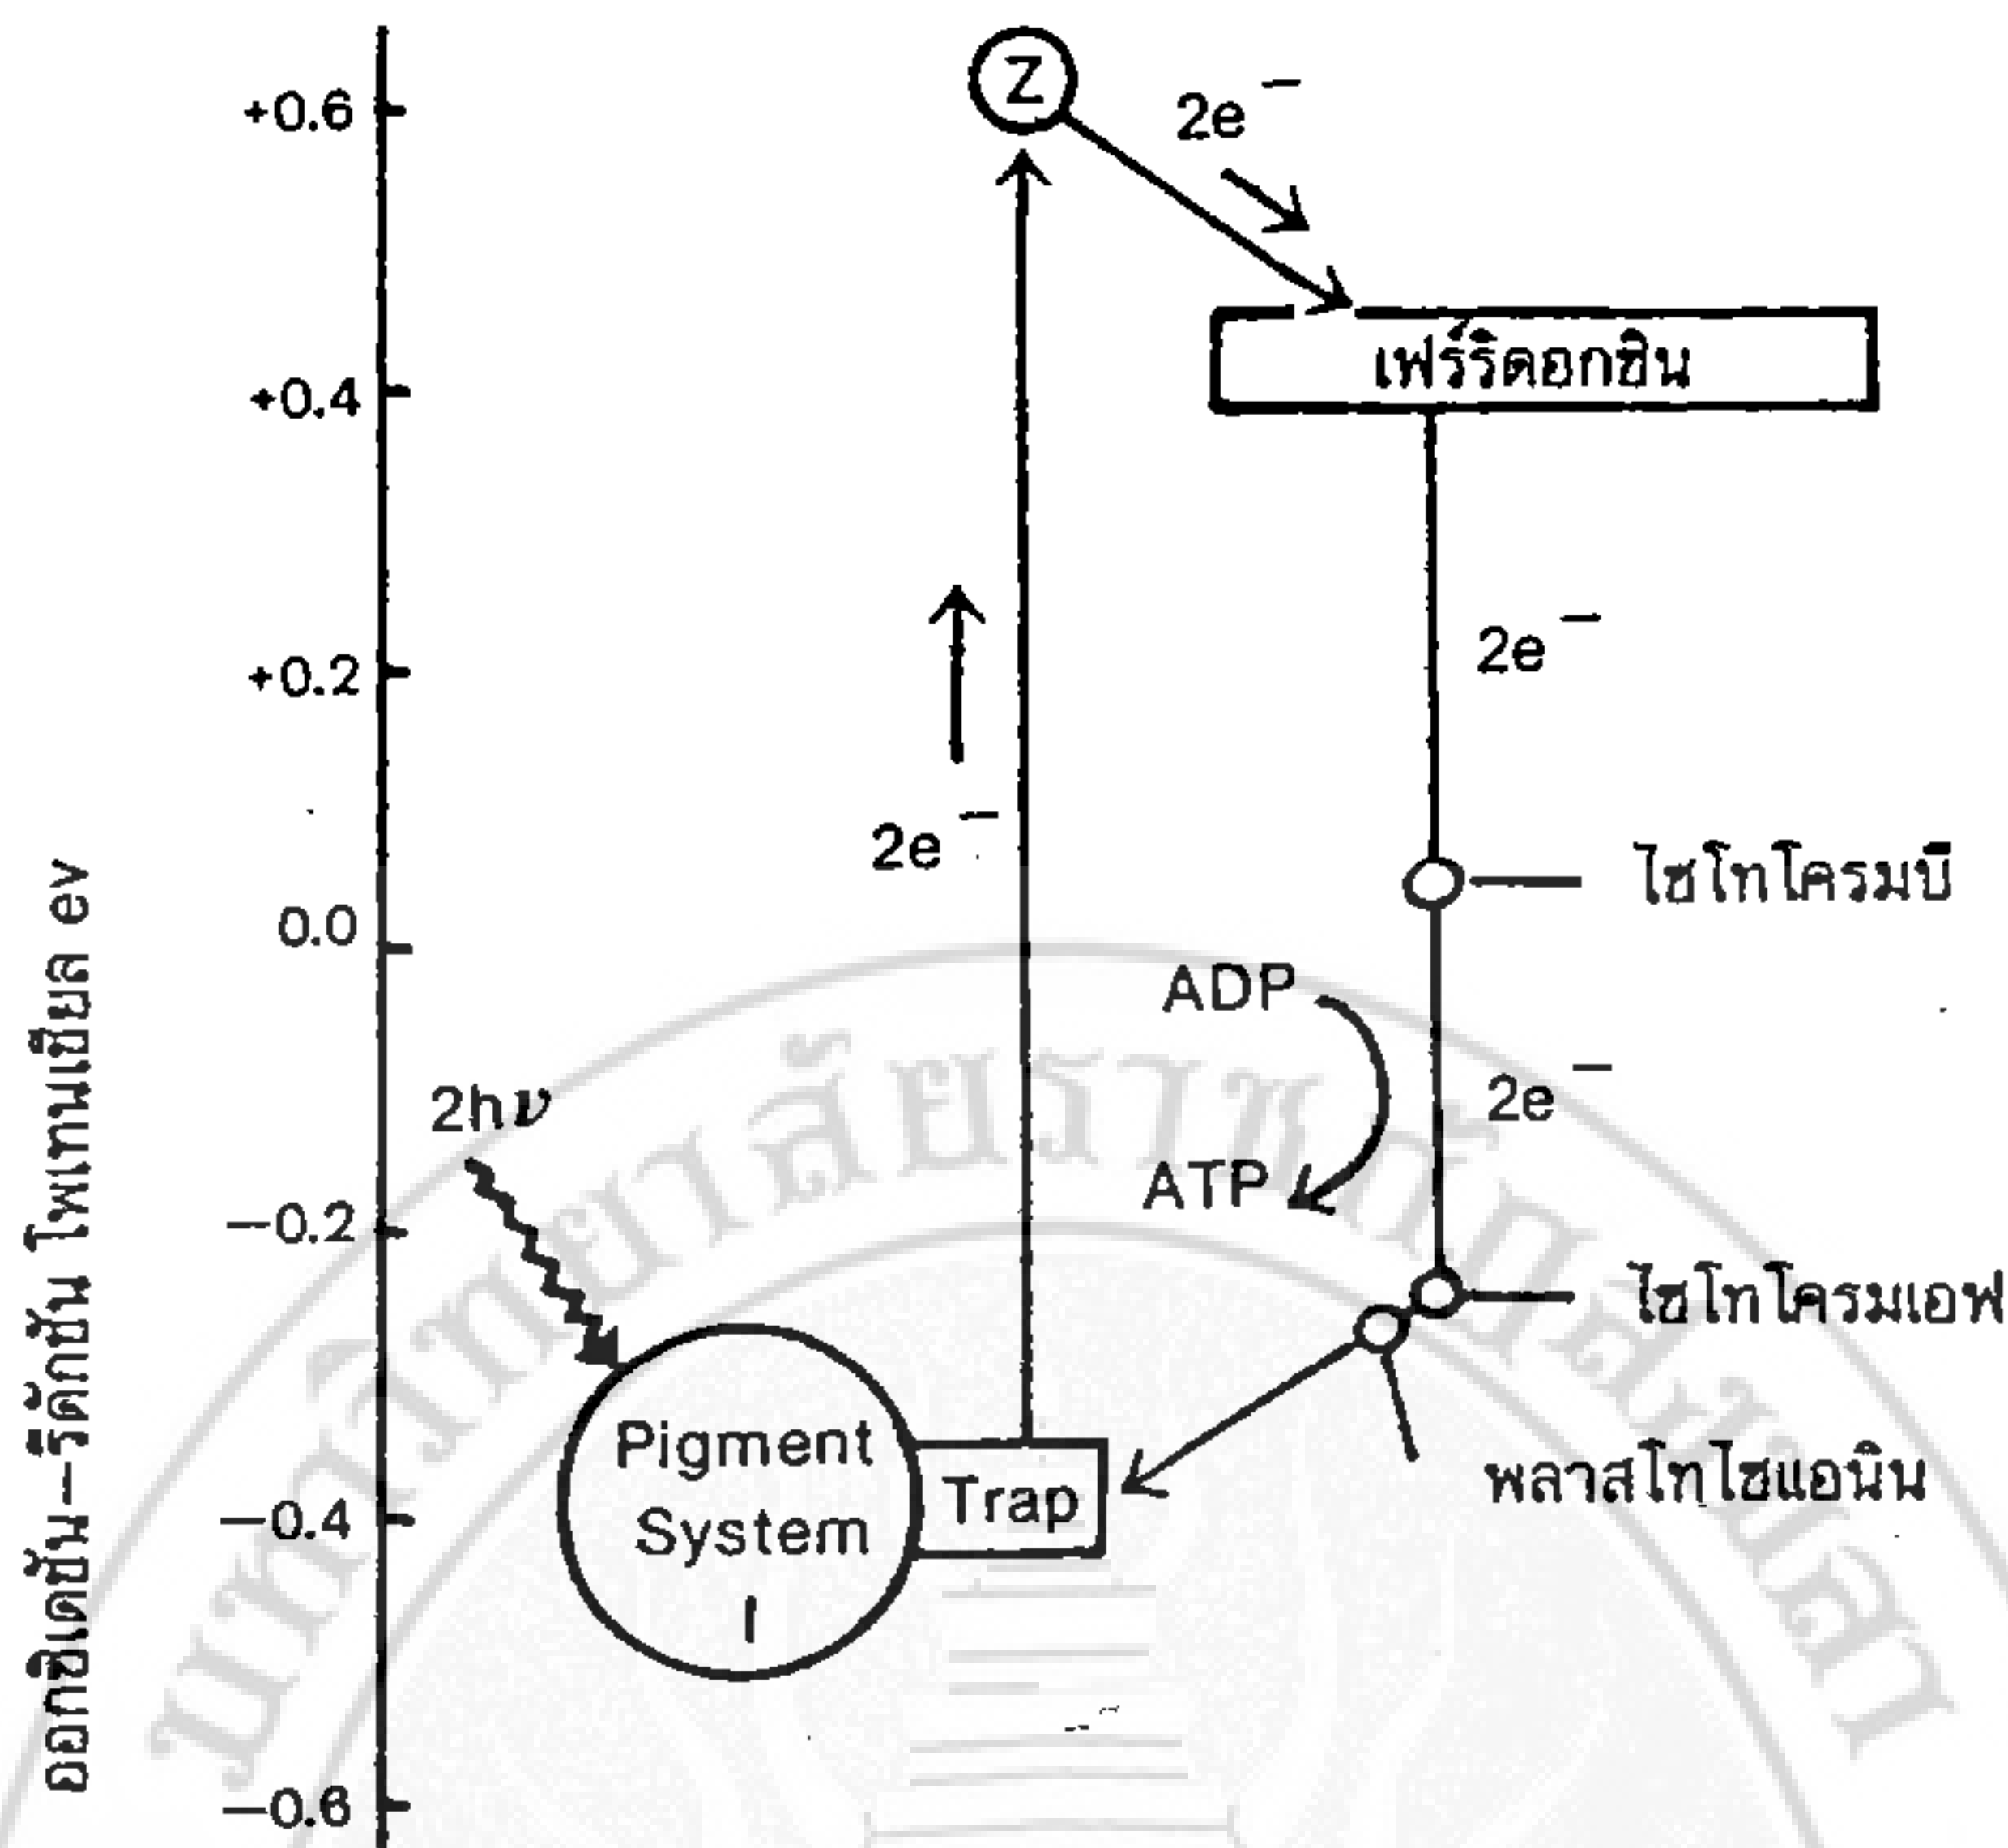 +0.6
+0.4
+0.2
0.0
−0.2
−0.4
−0.6
ออกซิเดชัน–รีดักชัน โพเทนเชียล ev
Z
2e⁻
เฟร์ริดอกซิน
2e⁻
2e⁻
ไซโทโครมบี
ADP
2e⁻
ATP
2hν
ไซโทโครมเอฟ
Pigment
System
I
Trap
พลาสโทไซแอนิน